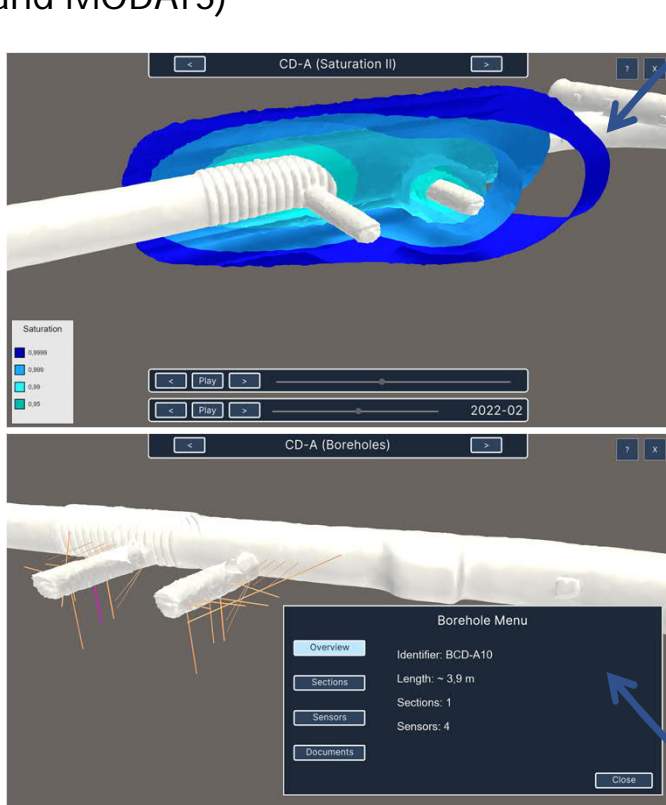 and MODATS)
< CD-A (Saturation II) > ? X
Saturation
0,9999
0,999
0,99
0,95
< Play >
< Play > 2022-02
< CD-A (Boreholes) > ? X
Borehole Menu
Overview
Identifier: BCD-A10
Sections
Length: ~ 3,9 m
Sections: 1
Sensors
Sensors: 4
Documents
Close